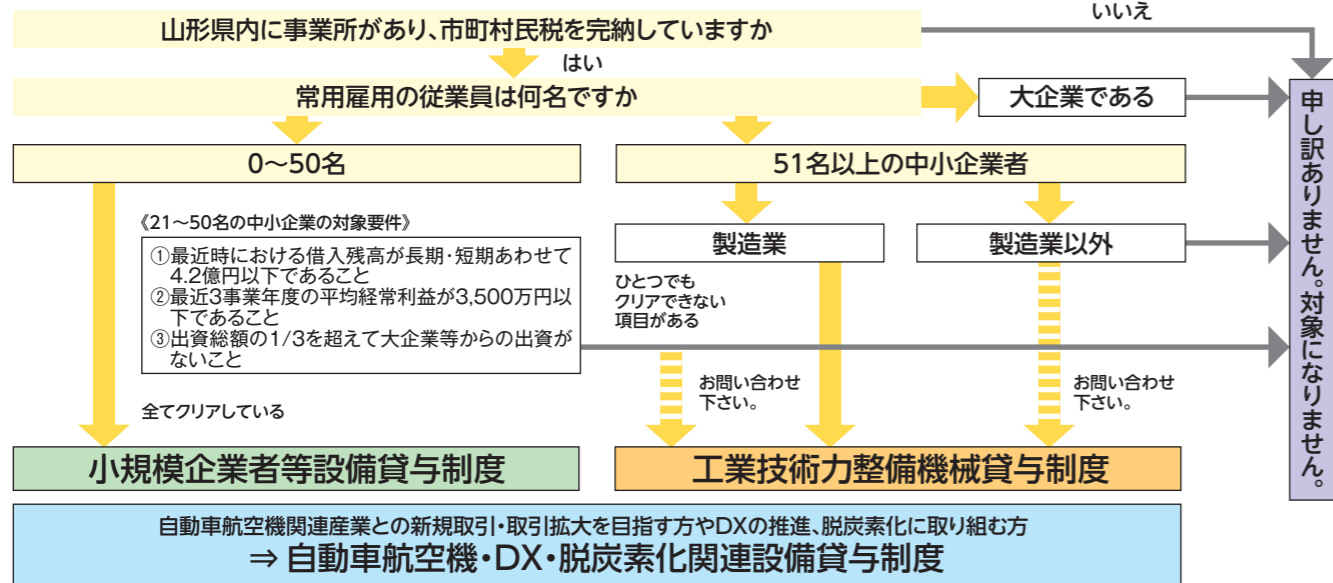 いいえ
山形県内に事業所があり、市町村民税を完納していますか
はい
常用雇用の従業員は何名ですか
大企業である
申し訳ありません。対象になりません。
0〜50名
51名以上の中小企業者
《21〜50名の中小企業の対象要件》
①最近時における借入残高が長期・短期あわせて
4.2億円以下であること
②最近3事業年度の平均経常利益が3,500万円以
下であること
③出資総額の1/3を超えて大企業等からの出資が
ないこと
製造業
製造業以外
ひとつでも
クリアできない
項目がある
お問い合わせ
下さい。
お問い合わせ
下さい。
全てクリアしている
小規模企業者等設備貸与制度
工業技術力整備機械貸与制度
自動車航空機関連産業との新規取引・取引拡大を目指す方やDXの推進、脱炭素化に取り組む方
⇒ 自動車航空機・DX・脱炭素化関連設備貸与制度